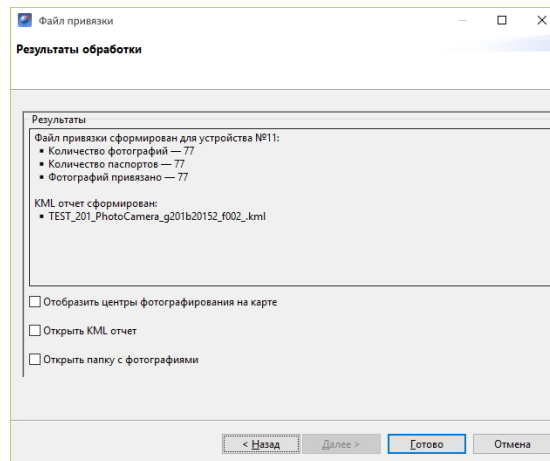 Файл привязки
Результаты обработки
Результаты
Файл привязки сформирован для устройства №11:
▪ Количество фотографий — 77
▪ Количество паспортов — 77
▪ Фотографий привязано — 77
KML отчет сформирован:
▪ TEST_201_PhotoCamera_g201b20152_f002_.kml
Отобразить центры фотографирования на карте
Открыть KML отчет
Открыть папку с фотографиями
< Назад Далее > Готово Отмена